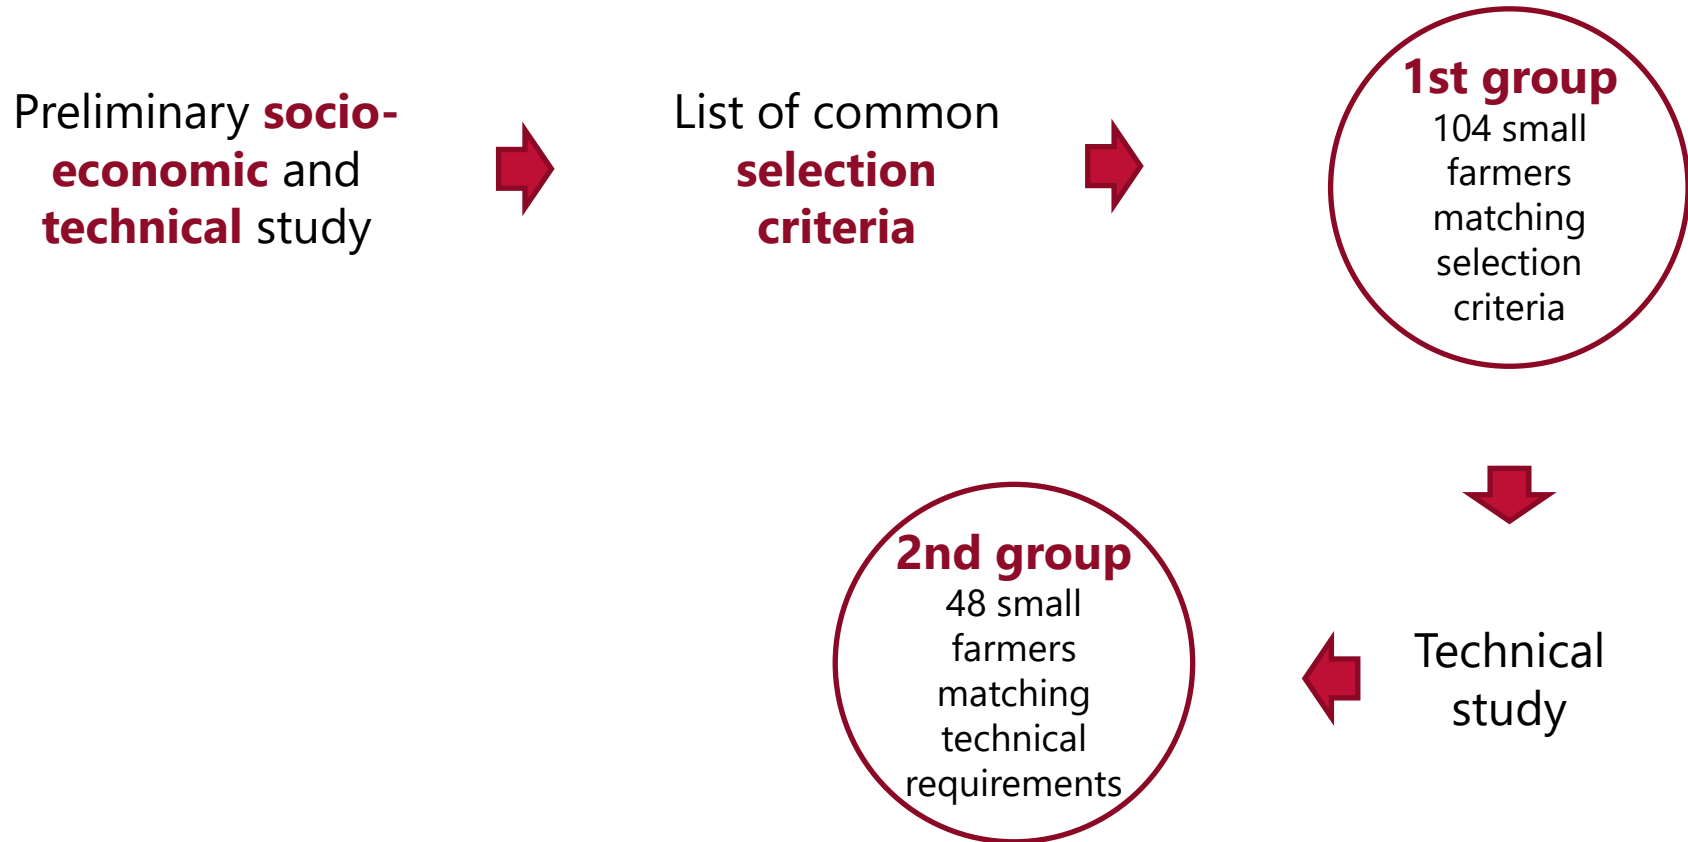 Preliminary socio-
economic and
technical study
List of common
selection
criteria
1st group
104 small
farmers
matching
selection
criteria
Technical
study
2nd group
48 small
farmers
matching
technical
requirements